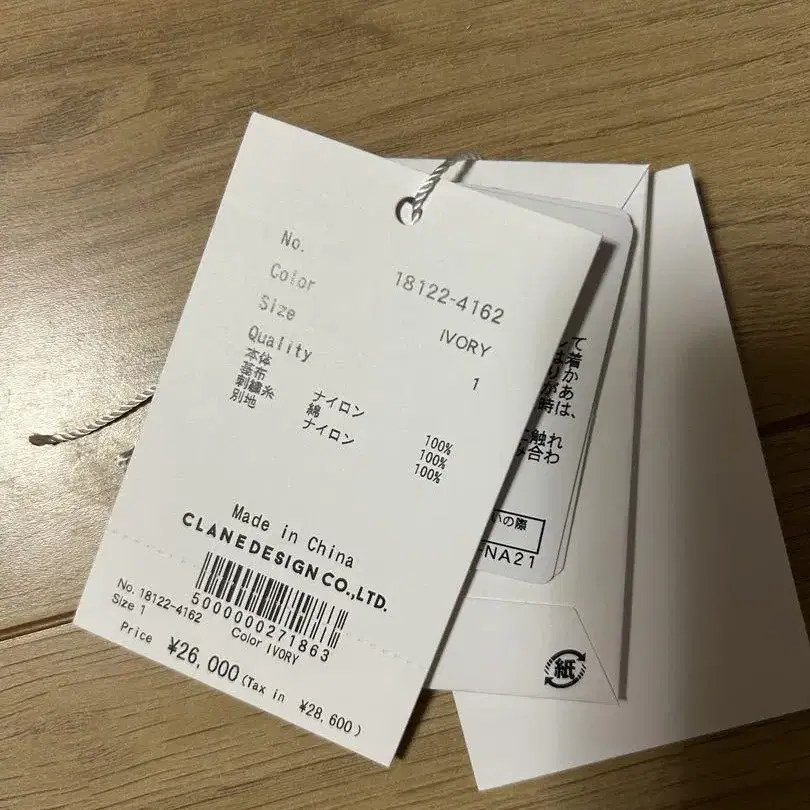 No. 18122-4162
Color IVORY
Size 1
Quality
本体
基布 ナイロン 100%
刺繍糸 綿 100%
別地 ナイロン 100%
Made in China
CLANE DESIGN CO.,LTD.
5000000271863
No. 18122-4162
Size 1 Color IVORY
Price ¥26,000(Tax in ¥28,600)
て
着
か
りが
あ
時は、
に触れ
合わ
いの際
-NA21
紙